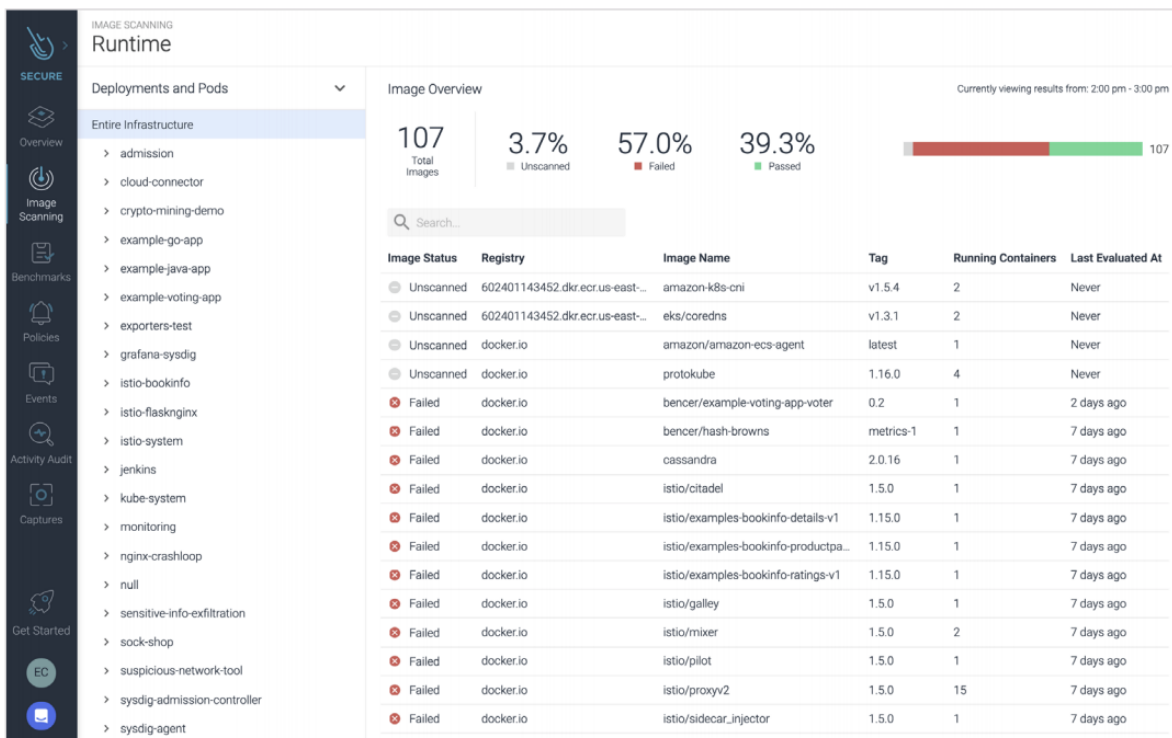 SECURE
Overview
Image
Scanning
Benchmarks
Policies
Events
Activity Audit
Captures
Get Started
EC
IMAGE SCANNING
Runtime
Deployments and Pods
Entire Infrastructure
admission
cloud-connector
crypto-mining-demo
example-go-app
example-java-app
example-voting-app
exporters-test
grafana-sysdig
istio-bookinfo
istio-flasknginx
istio-system
jenkins
kube-system
monitoring
nginx-crashloop
null
sensitive-info-exfiltration
sock-shop
suspicious-network-tool
sysdig-admission-controller
sysdig-agent
Image Overview
Currently viewing results from: 2:00 pm - 3:00 pm
107
Total
Images
3.7%
Unscanned
57.0%
Failed
39.3%
Passed
107
Search...
Image Status Registry Image Name Tag Running Containers Last Evaluated At
Unscanned 602401143452.dkr.ecr.us-east-... amazon-k8s-cni v1.5.4 2 Never
Unscanned 602401143452.dkr.ecr.us-east-... eks/coredns v1.3.1 2 Never
Unscanned docker.io amazon/amazon-ecs-agent latest 1 Never
Unscanned docker.io protokube 1.16.0 4 Never
Failed docker.io bencer/example-voting-app-voter 0.2 1 2 days ago
Failed docker.io bencer/hash-browns metrics-1 1 7 days ago
Failed docker.io cassandra 2.0.16 1 7 days ago
Failed docker.io istio/citadel 1.5.0 1 7 days ago
Failed docker.io istio/examples-bookinfo-details-v1 1.15.0 1 7 days ago
Failed docker.io istio/examples-bookinfo-productpa... 1.15.0 1 7 days ago
Failed docker.io istio/examples-bookinfo-ratings-v1 1.15.0 1 7 days ago
Failed docker.io istio/galley 1.5.0 1 7 days ago
Failed docker.io istio/mixer 1.5.0 2 7 days ago
Failed docker.io istio/pilot 1.5.0 1 7 days ago
Failed docker.io istio/proxyv2 1.5.0 15 7 days ago
Failed docker.io istio/sidecar_injector 1.5.0 1 7 days ago